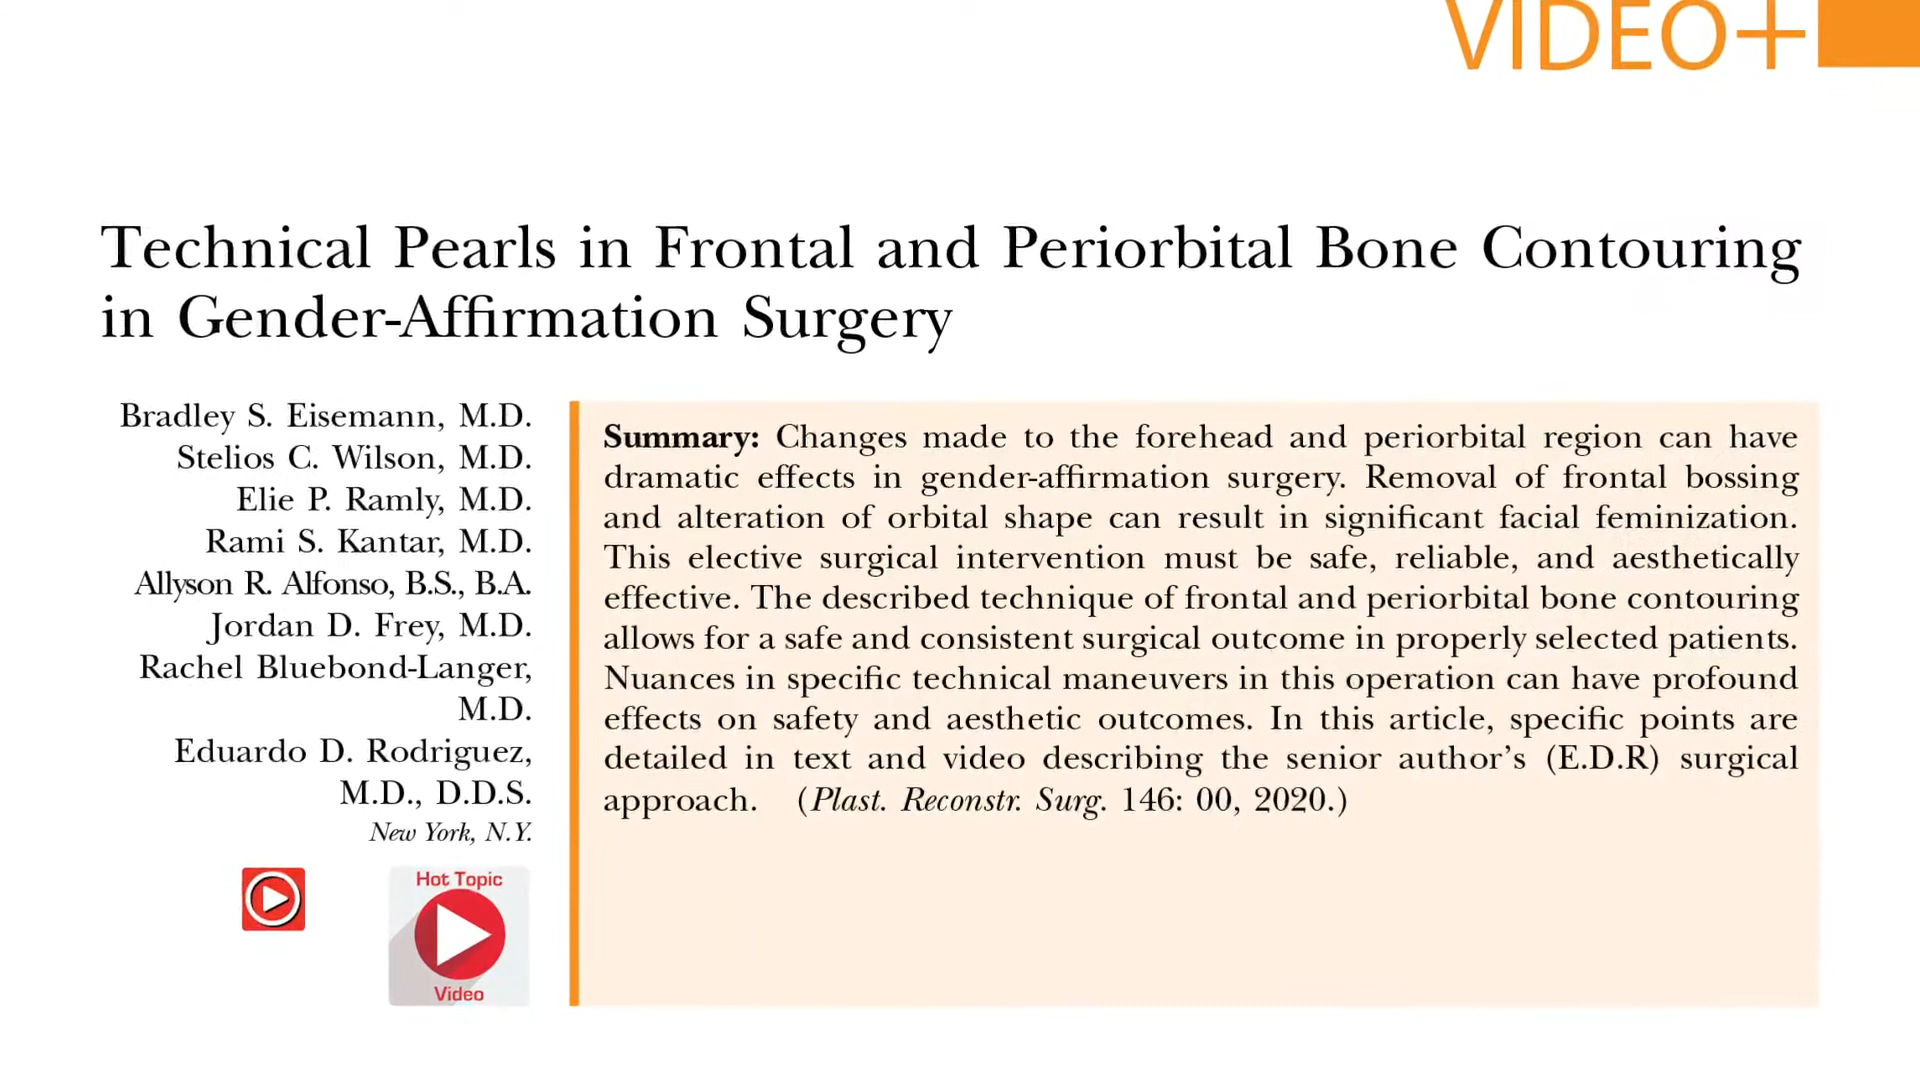 VIDEO+
Technical Pearls in Frontal and Periorbital Bone Contouring
in Gender-Affirmation Surgery
Bradley S. Eisemann, M.D.
Stelios C. Wilson, M.D.
Elie P. Ramly, M.D.
Rami S. Kantar, M.D.
Allyson R. Alfonso, B.S., B.A.
Jordan D. Frey, M.D.
Rachel Bluebond-Langer,
M.D.
Eduardo D. Rodriguez,
M.D., D.D.S.
New York, N.Y.
Hot Topic
Video
Summary: Changes made to the forehead and periorbital region can have
dramatic effects in gender-affirmation surgery. Removal of frontal bossing
and alteration of orbital shape can result in significant facial feminization.
This elective surgical intervention must be safe, reliable, and aesthetically
effective. The described technique of frontal and periorbital bone contouring
allows for a safe and consistent surgical outcome in properly selected patients.
Nuances in specific technical maneuvers in this operation can have profound
effects on safety and aesthetic outcomes. In this article, specific points are
detailed in text and video describing the senior author's (E.D.R) surgical
approach. (Plast. Reconstr. Surg. 146: 00, 2020.)